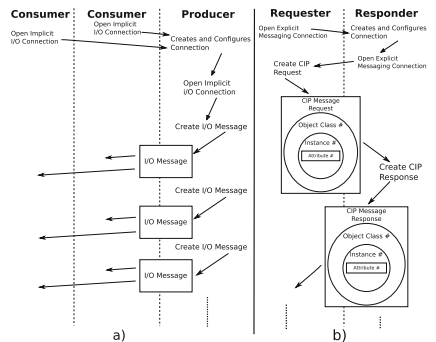 Consumer
Consumer
Producer
Open Implicit
I/O Connection
Open Implicit
I/O Connection
Creates and Configures
Connection
Open Implicit
I/O Connection
Create I/O Message
I/O Message
Create I/O Message
I/O Message
Create I/O Message
I/O Message
a)
Requester
Responder
Open Explicit
Messaging Connection
Creates and Configures
Connection
Open Explicit
Messaging Connection
Create CIP
Request
CIP Message
Request
Object Class #
Instance #
Attribute #
Create CIP
Response
CIP Message
Response
Object Class #
Instance #
Attribute #
b)